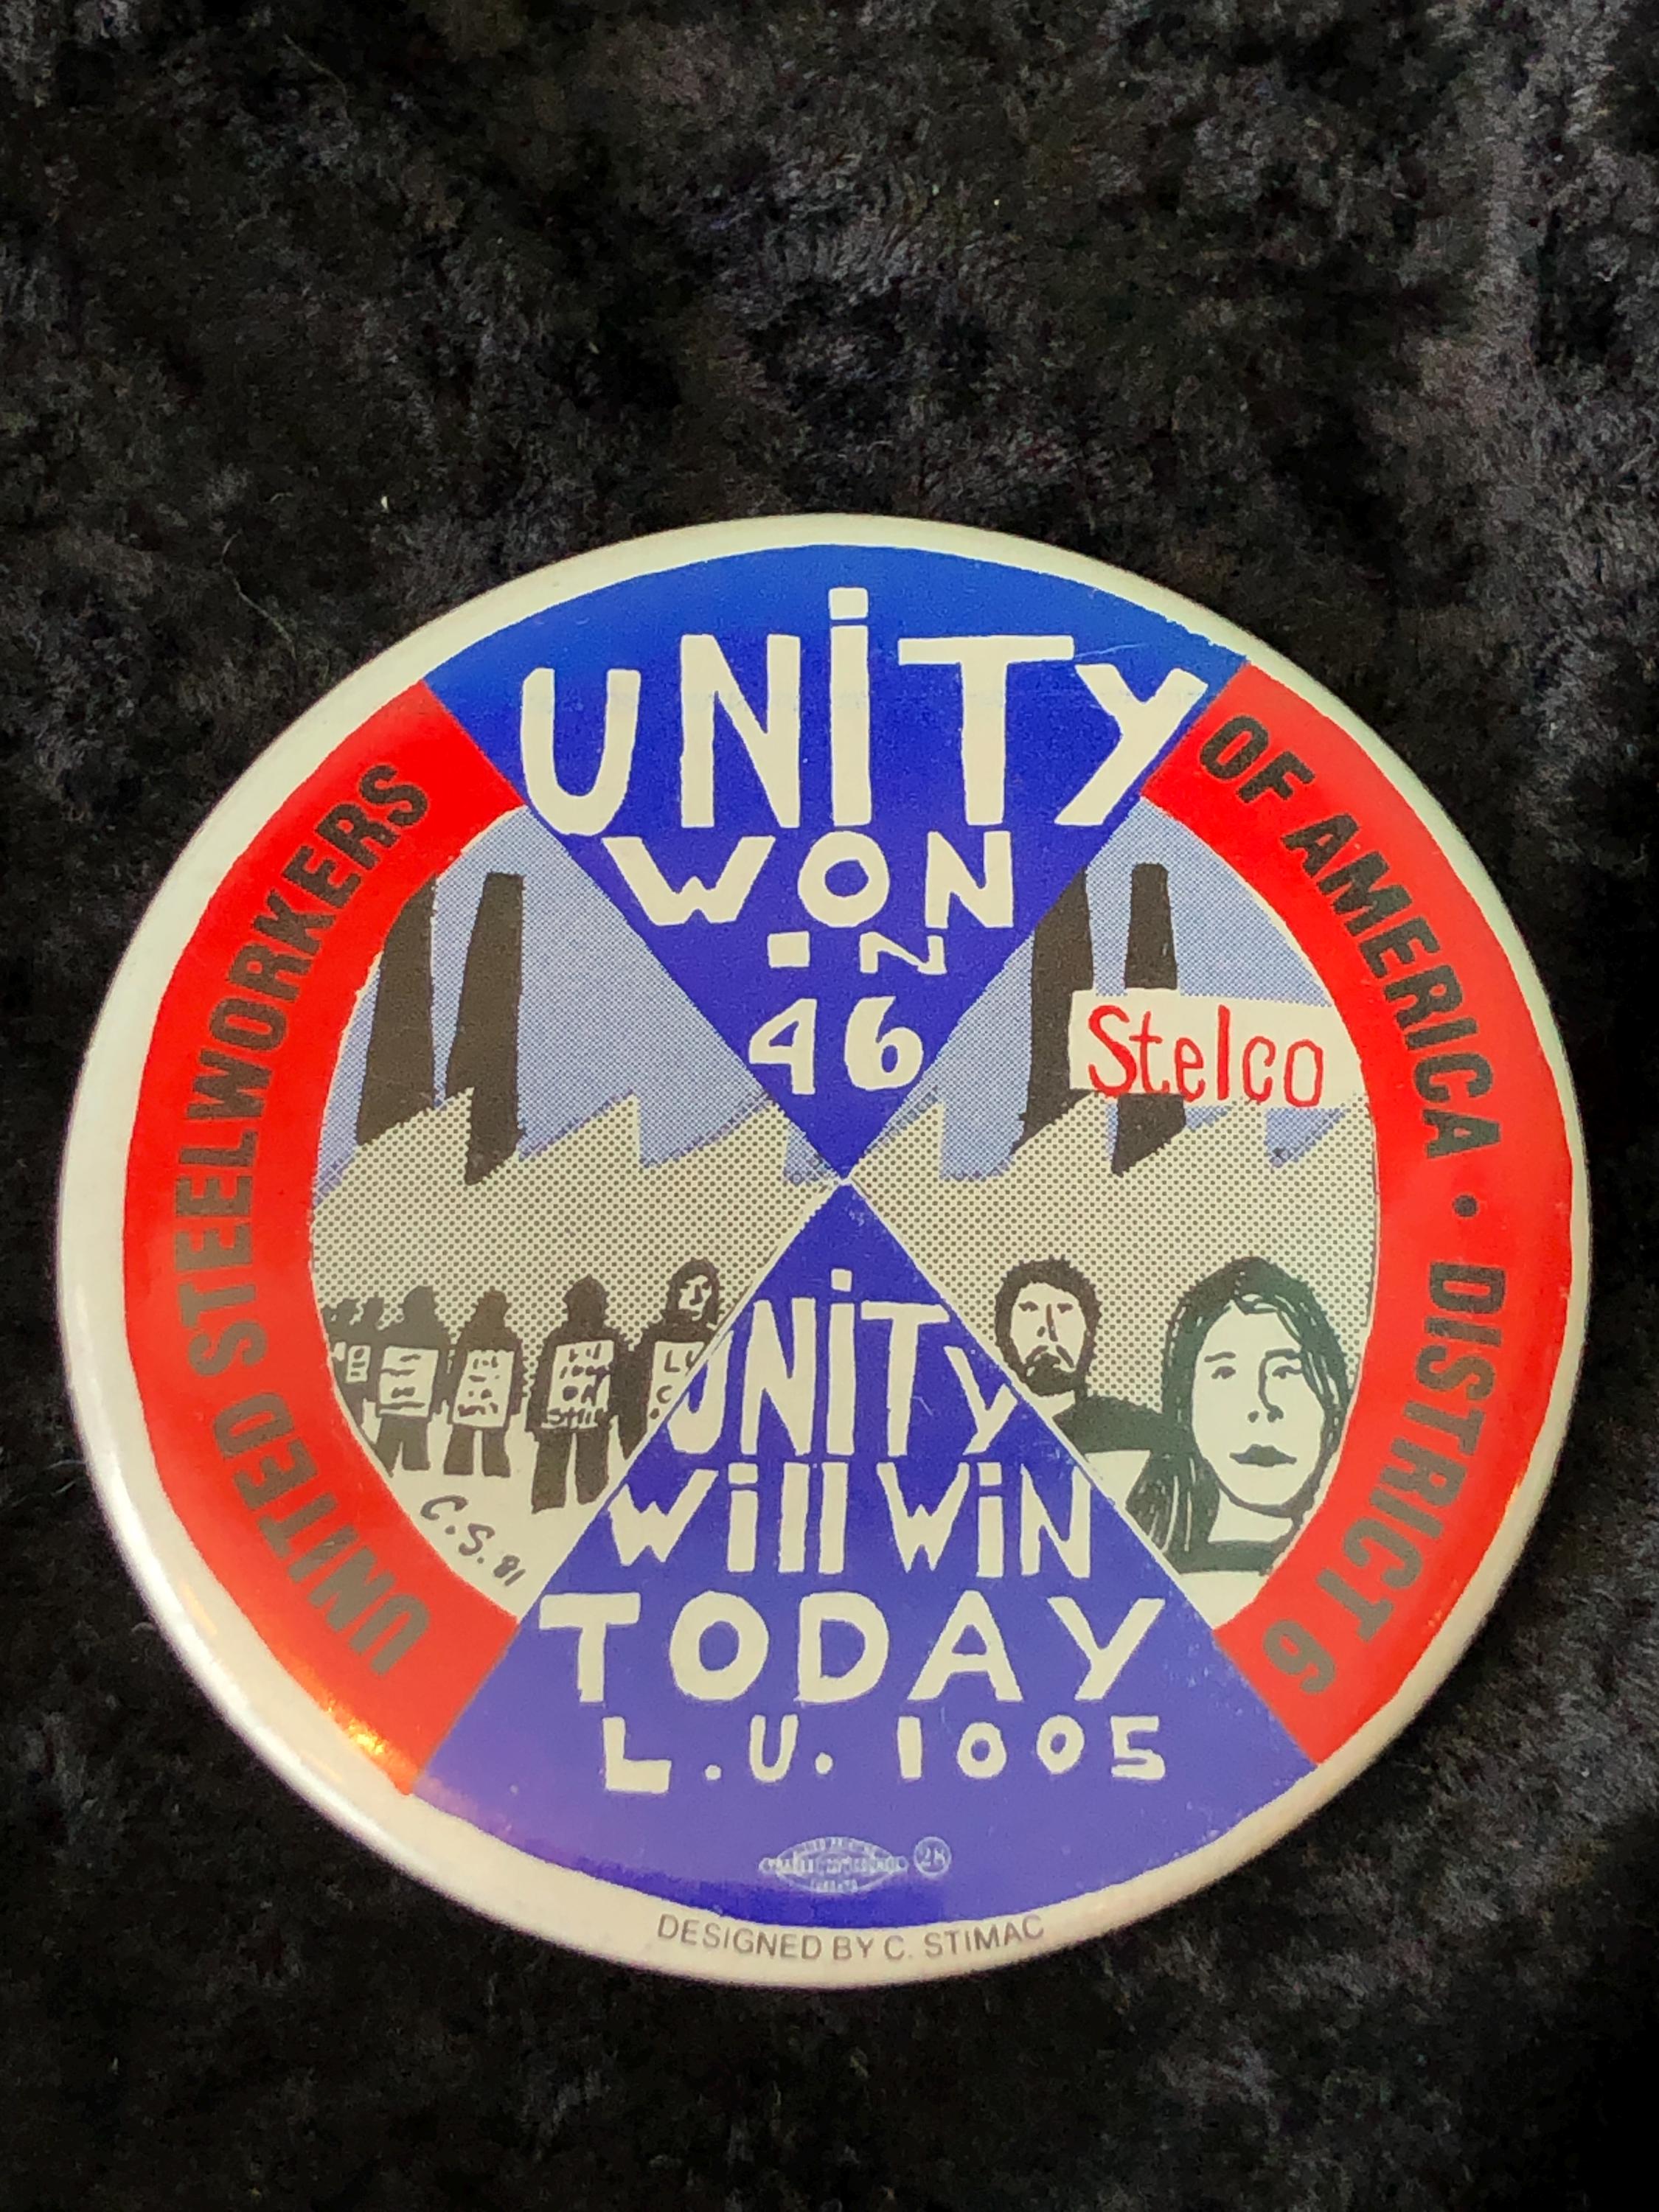 UNiTy
WON
iN
46
UNITED STEELWORKERS
OF AMERICA • DISTRICT 6
Stelco
UNiTy
Will WiN
TODAY
L.U. 1005
C.S. 81
28
DESIGNED BY C. STIMAC